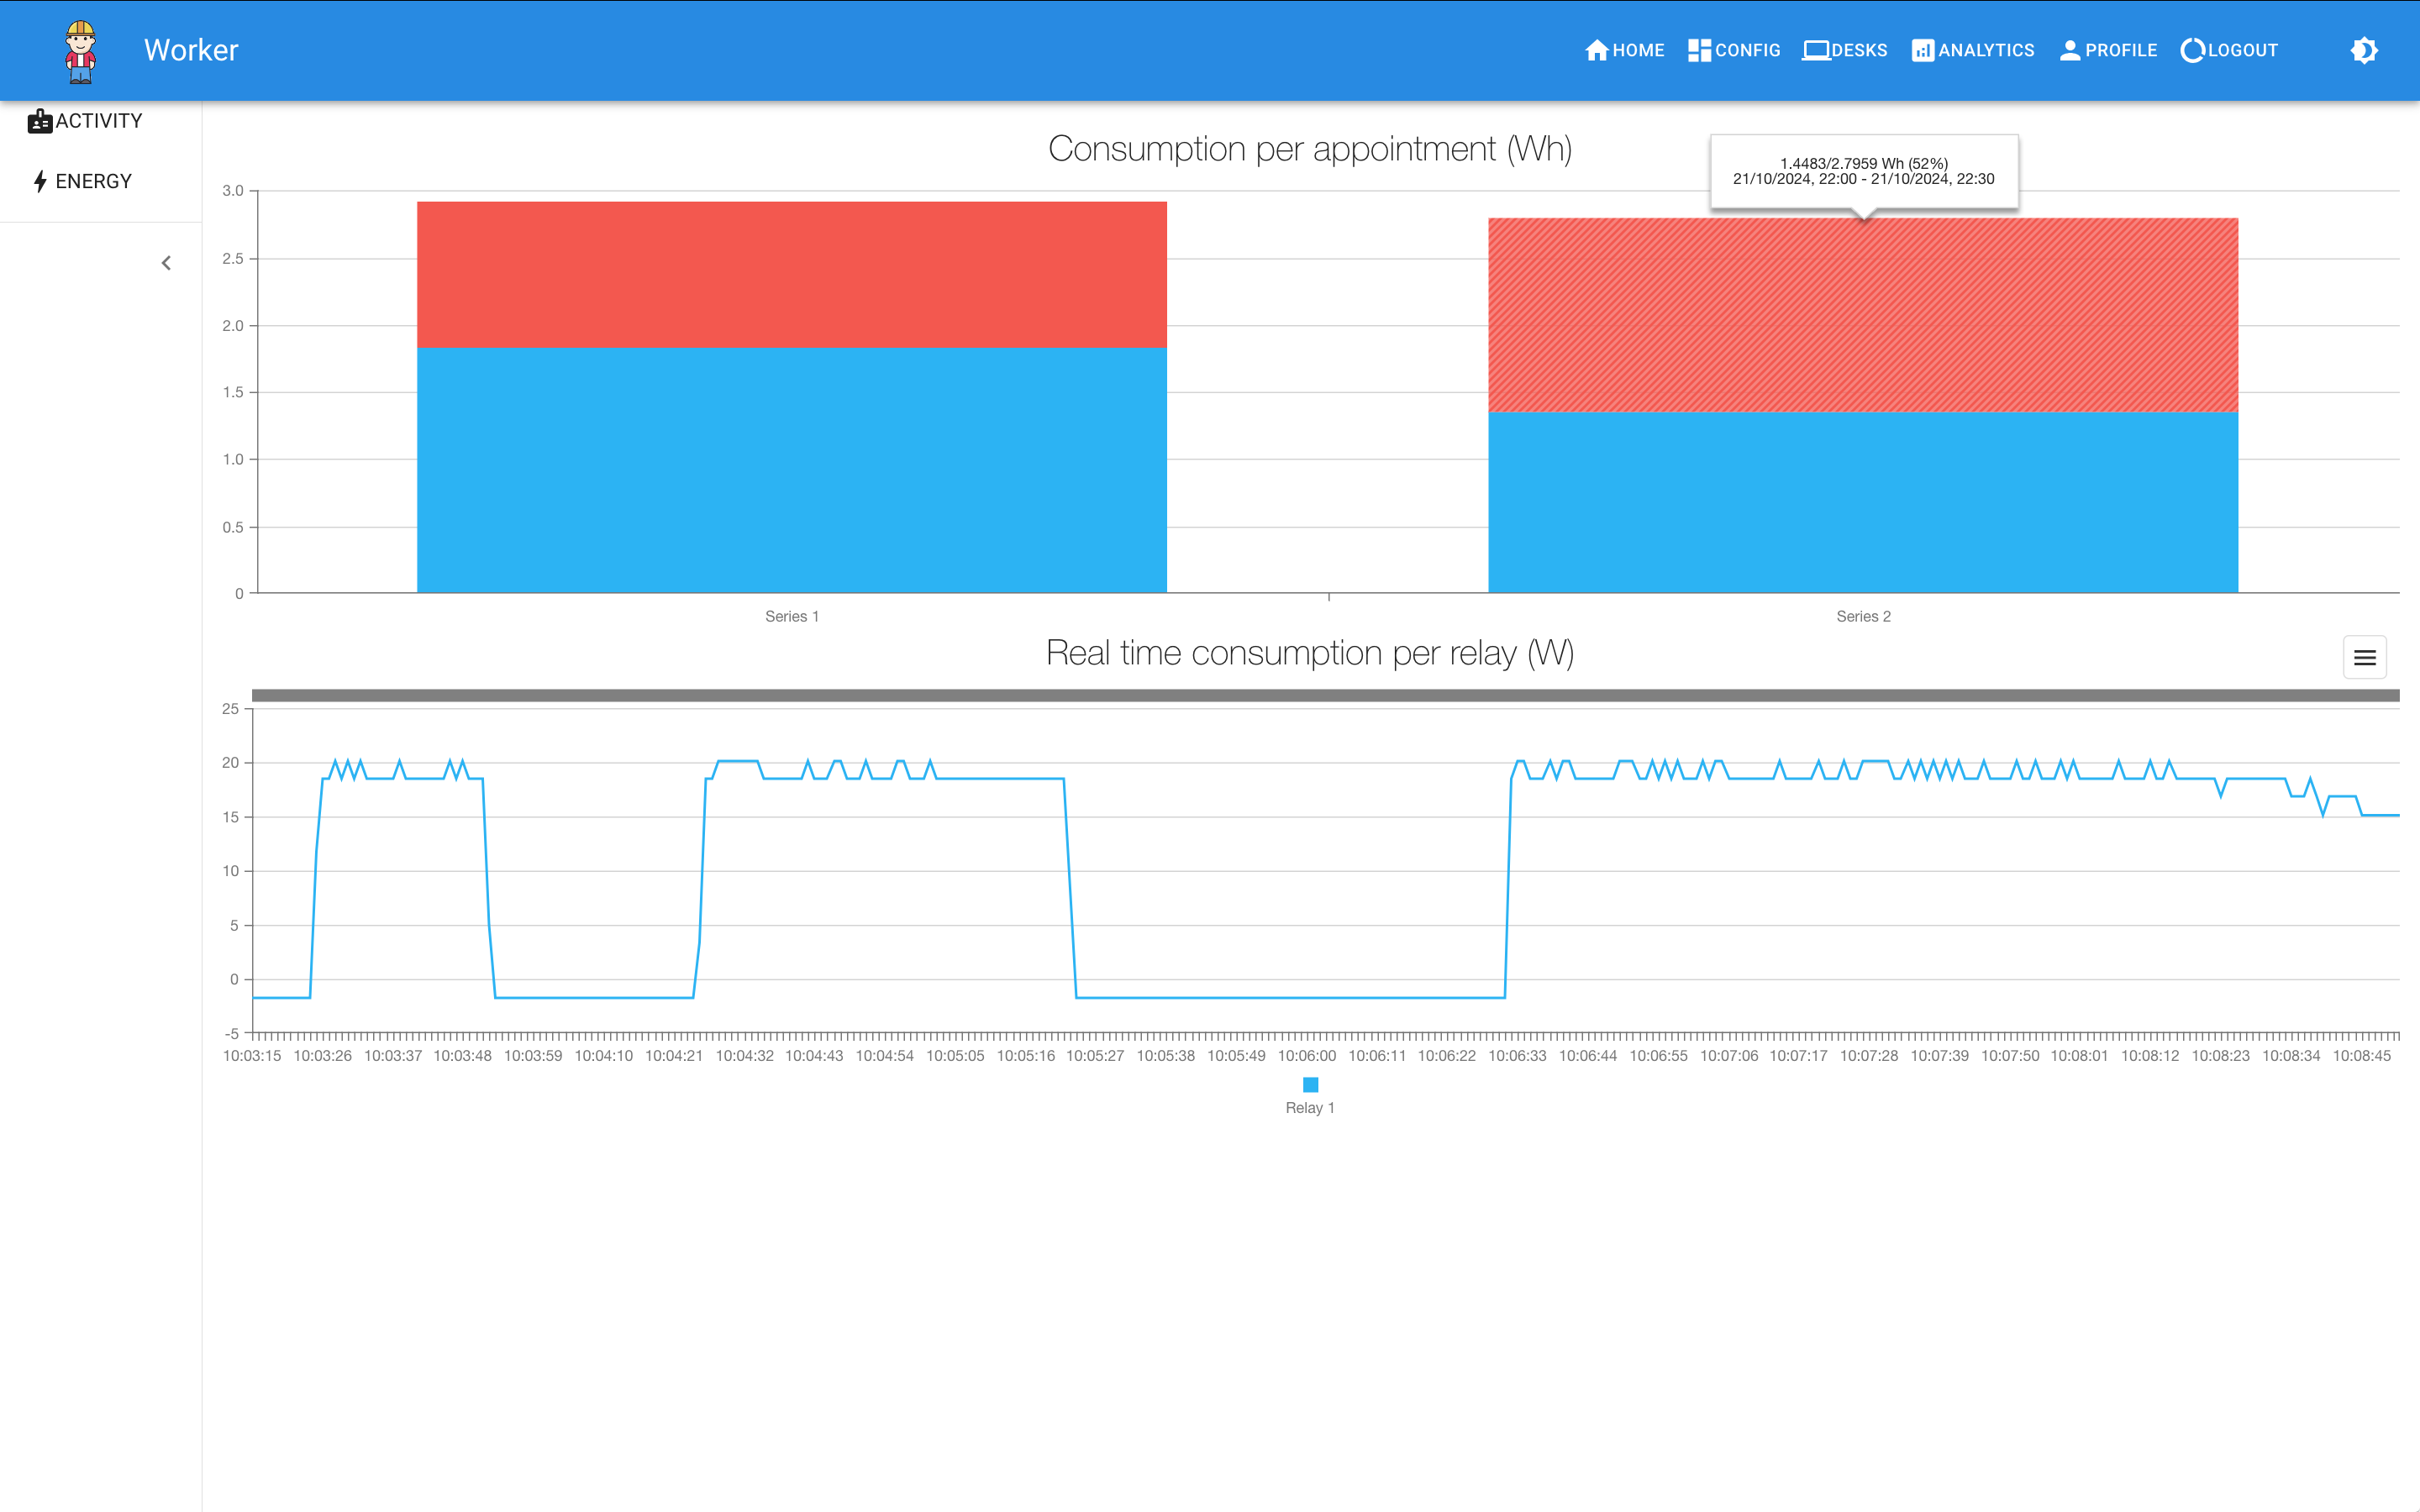 Worker
HOME CONFIG DESKS ANALYTICS PROFILE LOGOUT
ACTIVITY
ENERGY
Consumption per appointment (Wh)
1.4483/2.7959 Wh (52%)
21/10/2024, 22:00 - 21/10/2024, 22:30
3.0
2.5
2.0
1.5
1.0
0.5
0
Series 1 Series 2
Real time consumption per relay (W)
25
20
15
10
5
0
-5
10:03:15 10:03:26 10:03:37 10:03:48 10:03:59 10:04:10 10:04:21 10:04:32 10:04:43 10:04:54 10:05:05 10:05:16 10:05:27 10:05:38 10:05:49 10:06:00 10:06:11 10:06:22 10:06:33 10:06:44 10:06:55 10:07:06 10:07:17 10:07:28 10:07:39 10:07:50 10:08:01 10:08:12 10:08:23 10:08:34 10:08:45
Relay 1